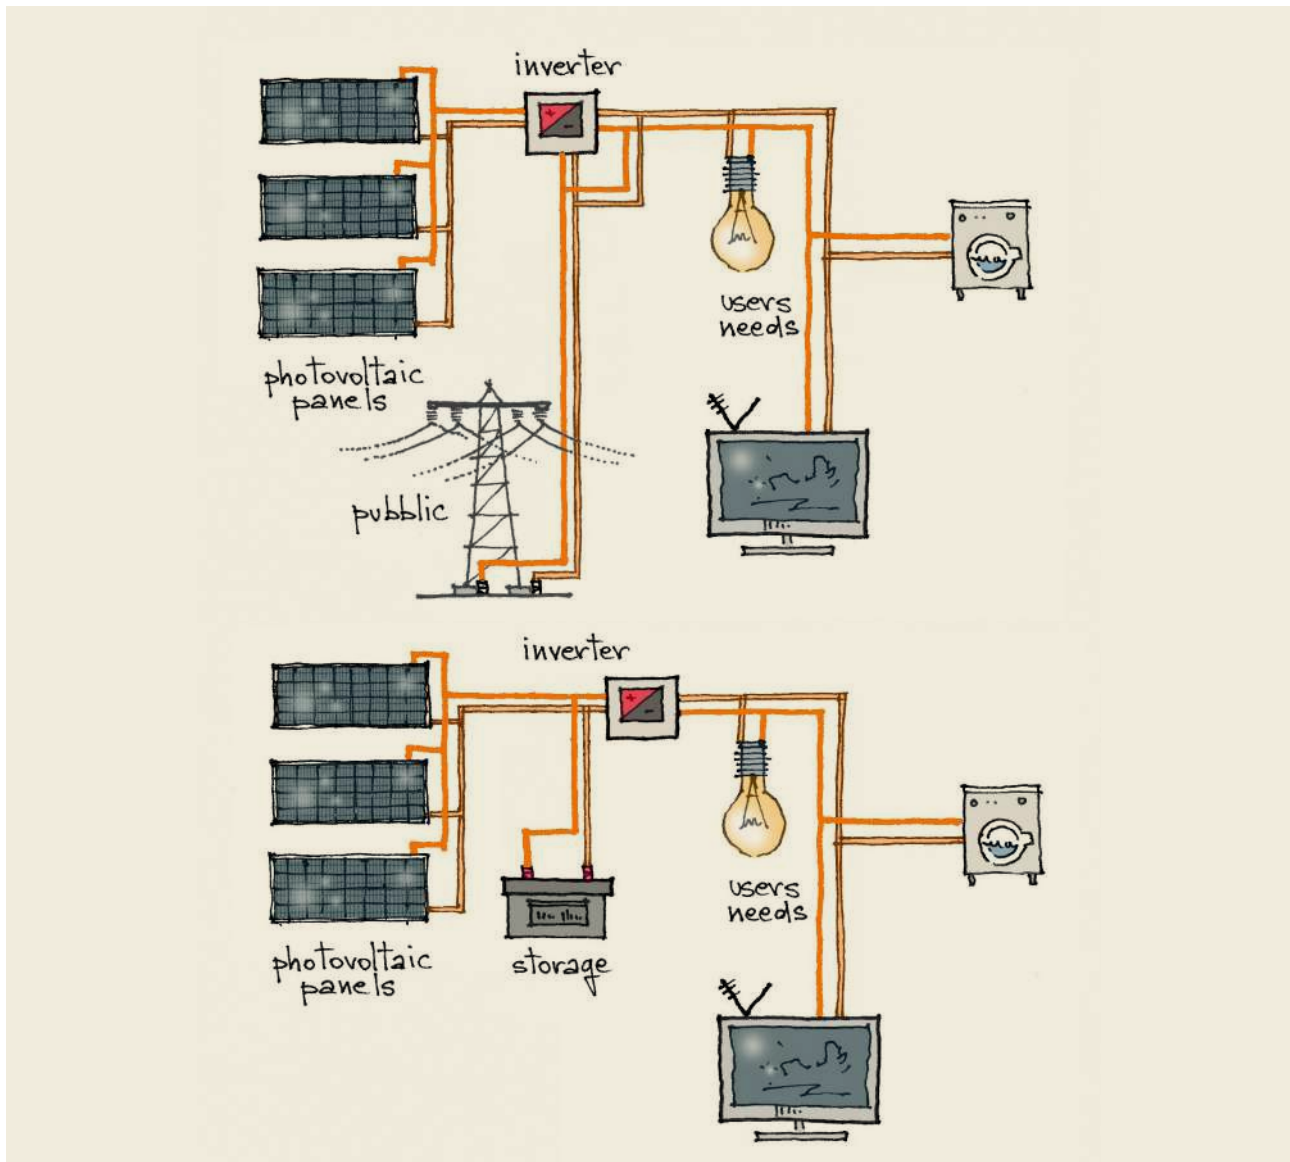 inverter
photovoltaic
panels
users
needs
pubblic
inverter
photovoltaic
panels
storage
users
needs